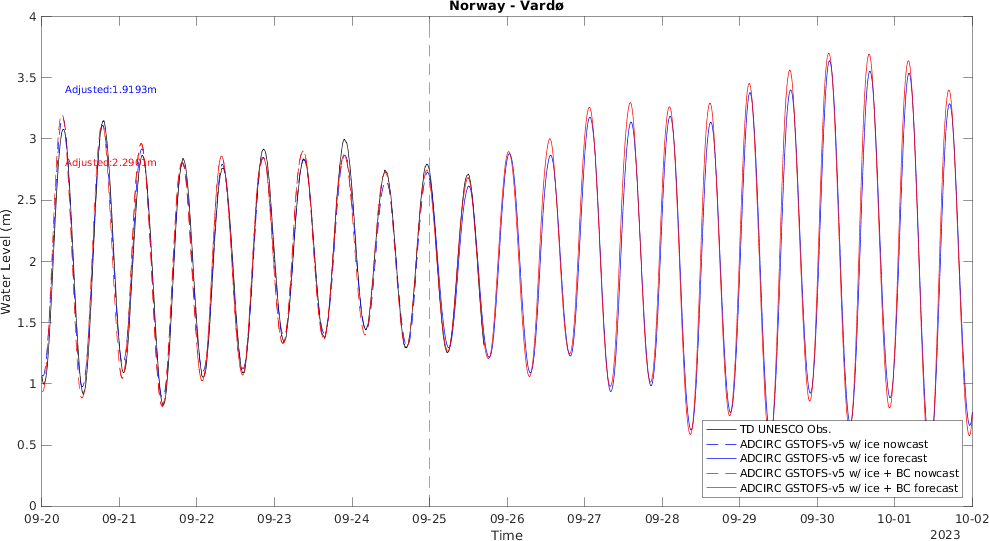 Norway - Vardø
4
3.5
3
2.5
2
1.5
1
0.5
0
Water Level (m)
Adjusted:1.9193m
Adjusted:2.2901m
TD UNESCO Obs.
ADCIRC GSTOFS-v5 w/ ice nowcast
ADCIRC GSTOFS-v5 w/ ice forecast
ADCIRC GSTOFS-v5 w/ ice + BC nowcast
ADCIRC GSTOFS-v5 w/ ice + BC forecast
09-20 09-21 09-22 09-23 09-24 09-25 09-26 09-27 09-28 09-29 09-30 10-01 10-02
Time
2023